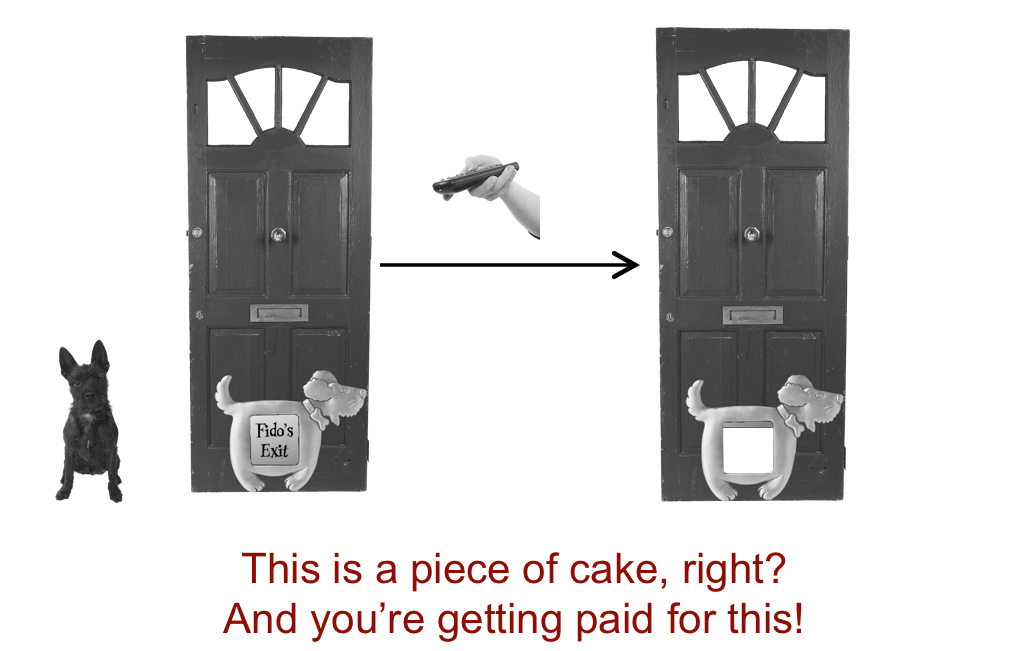 Fido's
Exit
This is a piece of cake, right?
And you’re getting paid for this!